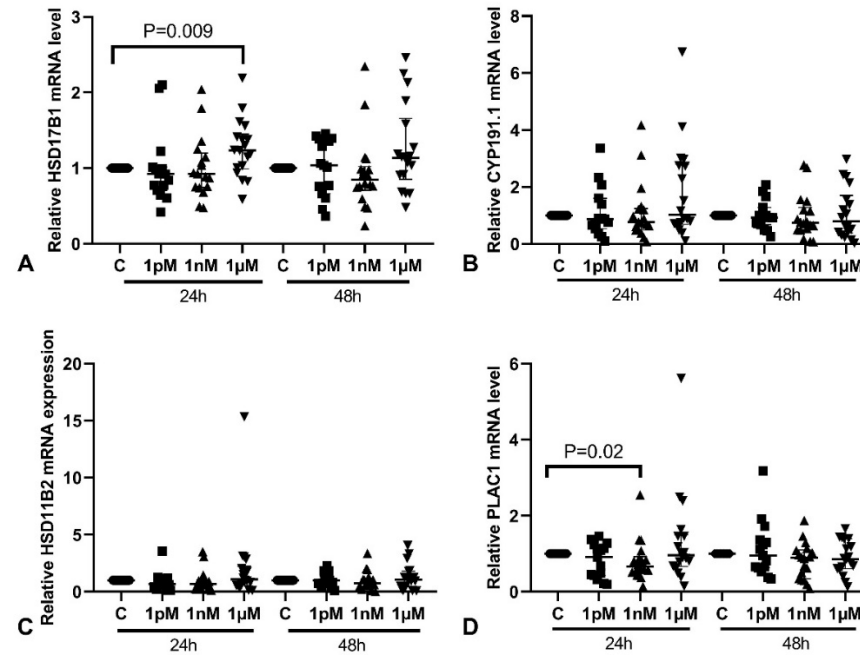 Relative HSD17B1 mRNA level
3
2
1
0
P=0.009
C 1pM 1nM 1µM C 1pM 1nM 1µM
24h 48h
A
Relative CYP191.1 mRNA level
8
6
4
2
0
C 1pM 1nM 1µM C 1pM 1nM 1µM
24h 48h
B
Relative HSD11B2 mRNA expression
20
15
10
5
0
C 1pM 1nM 1µM C 1pM 1nM 1µM
24h 48h
C
Relative PLAC1 mRNA level
6
4
2
0
P=0.02
C 1pM 1nM 1µM C 1pM 1nM 1µM
24h 48h
D